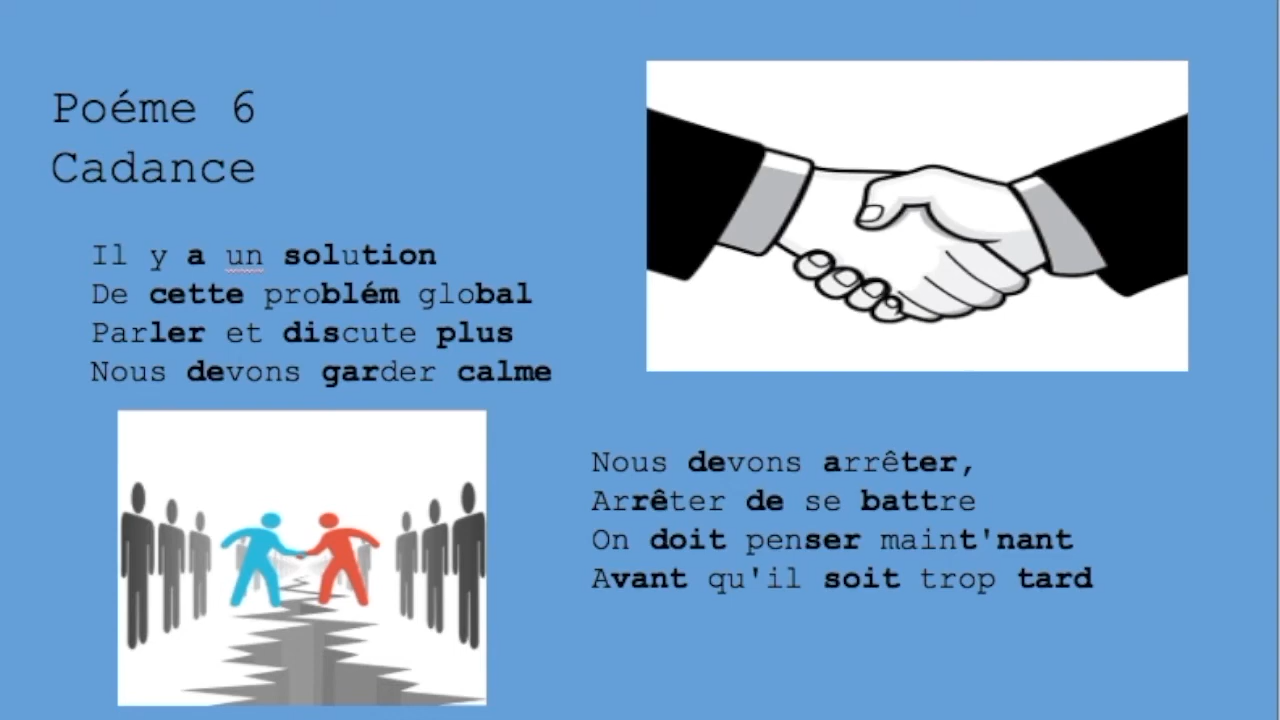 Poéme 6
Cadance
Il y a un solution
De cette problém global
Parler et discute plus
Nous devons garder calme
Nous devons arrêter,
Arrêter de se battre
On doit penser maint'nant
Avant qu'il soit trop tard